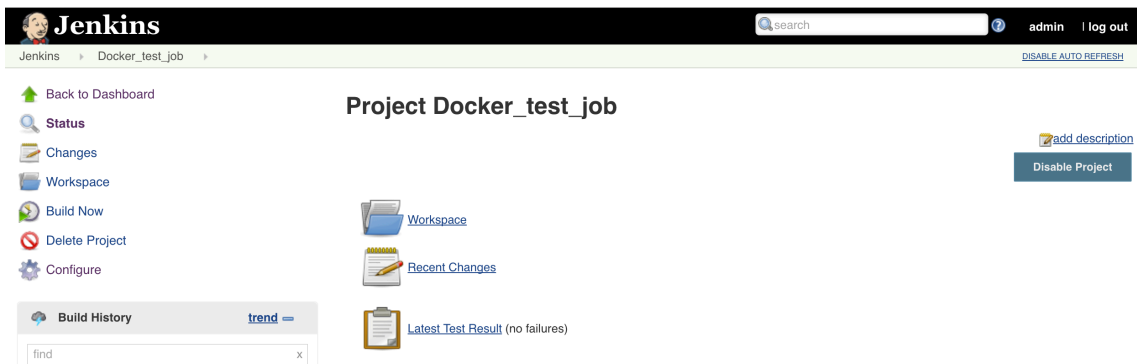 Jenkins
search
admin
log out
Jenkins
Docker_test_job
DISABLE AUTO REFRESH
Back to Dashboard
Status
Changes
Workspace
Build Now
Delete Project
Configure
Build History
trend
find
x
Project Docker_test_job
add description
Disable Project
Workspace
Recent Changes
Latest Test Result (no failures)